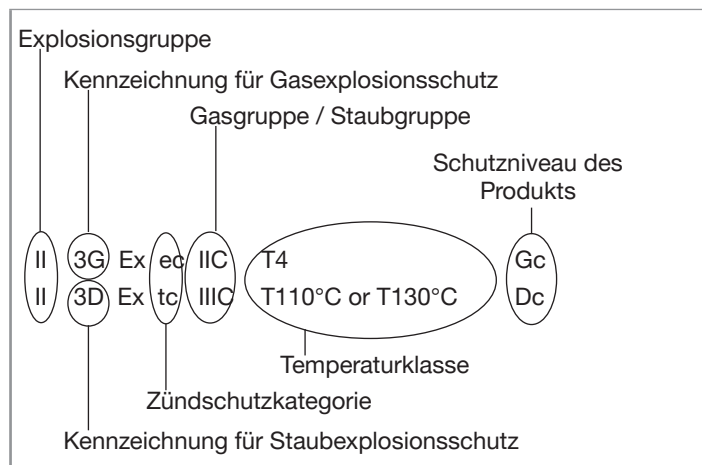 Explosionsgruppe
Kennzeichnung für Gasexplosionsschutz
Gasgruppe / Staubgruppe
Schutzniveau des
Produkts
II 3G Ex ec IIC T4 Gc
II 3D Ex tc IIIC T110°C or T130°C Dc
Temperaturklasse
Zündschutzkategorie
Kennzeichnung für Staubexplosionsschutz